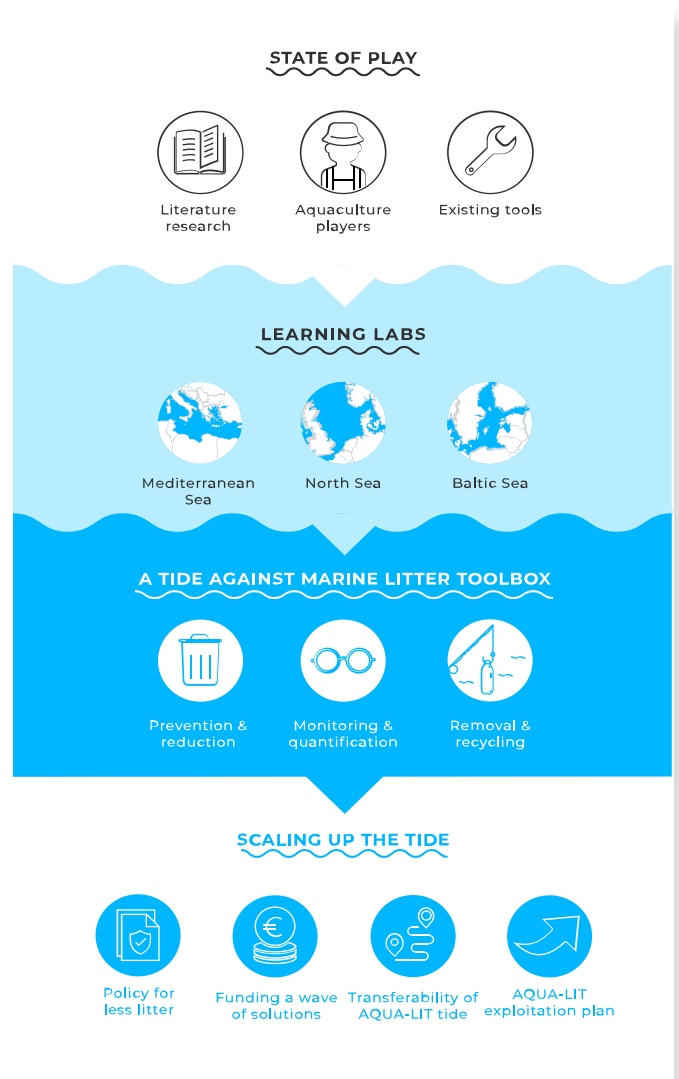 STATE OF PLAY
Literature
research
Aquaculture
players
Existing tools
LEARNING LABS
Mediterranean
Sea
North Sea
Baltic Sea
A TIDE AGAINST MARINE LITTER TOOLBOX
Prevention &
reduction
Monitoring &
quantification
Removal &
recycling
SCALING UP THE TIDE
€
Policy for
less litter
Funding a wave
of solutions
Transferability of
AQUA-LIT tide
AQUA-LIT
exploitation plan